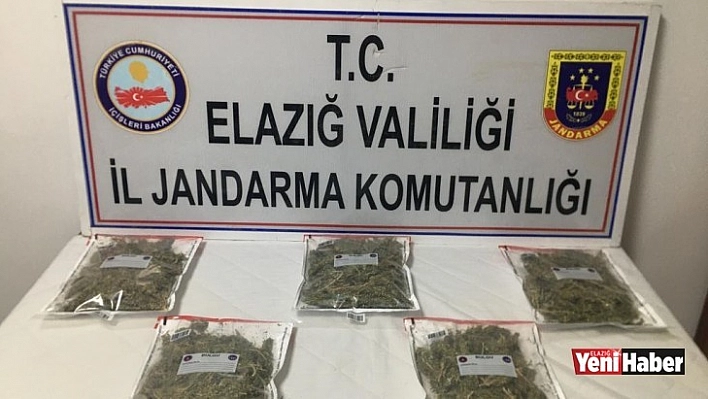 T.C.
ELAZIĞ VALİLİĞİ
İL JANDARMA KOMUTANLIĞI
TÜRKİYE CUMHURİYETİ
İÇİŞLERİ BAKANLIĞI
1839
JANDARMA
ELAZIĞ
YeniHaber